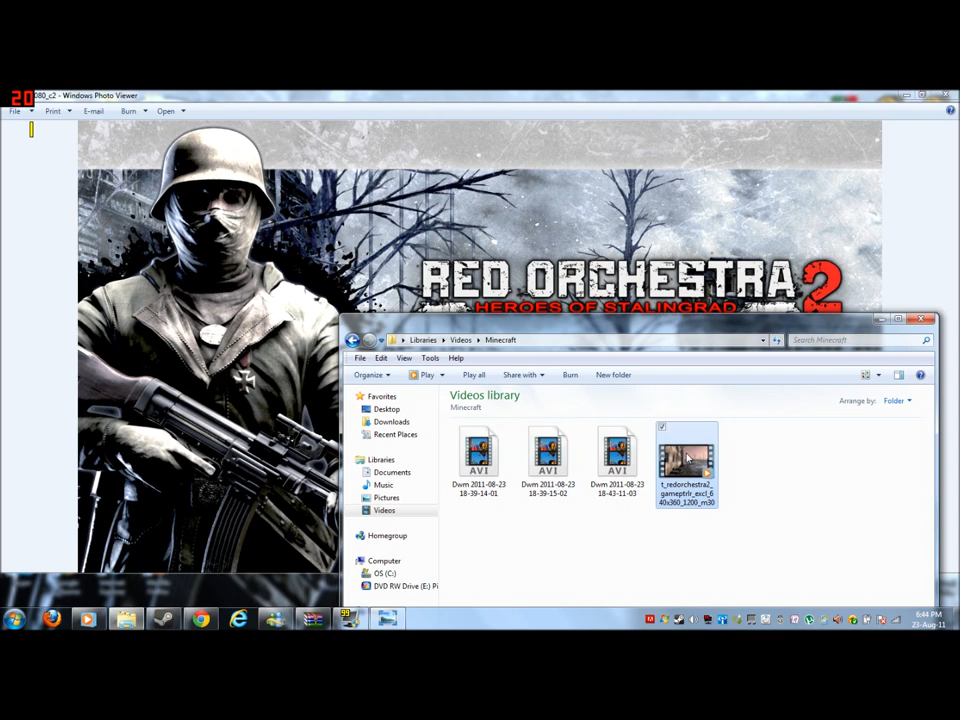 20
080_c2 - Windows Photo Viewer
File Print E-mail Burn Open
RED ORCHESTRA 2
HEROES OF STALINGRAD
Libraries Videos Minecraft
Search Minecraft
File Edit View Tools Help
Organize Play Play all Share with Burn New folder
Favorites
Desktop
Downloads
Recent Places
Libraries
Documents
Music
Pictures
Videos
Homegroup
Computer
OS (C:)
DVD RW Drive (E:) Pi
Videos library
Minecraft
Arrange by: Folder
AVI
AVI
AVI
Dwm 2011-08-23
18-39-14-01
Dwm 2011-08-23
18-39-15-02
Dwm 2011-08-23
18-43-11-03
t_redorchestra2_
gameptrlr_excl_6
40x360_1200_m30
99
6:44 PM
23-Aug-11